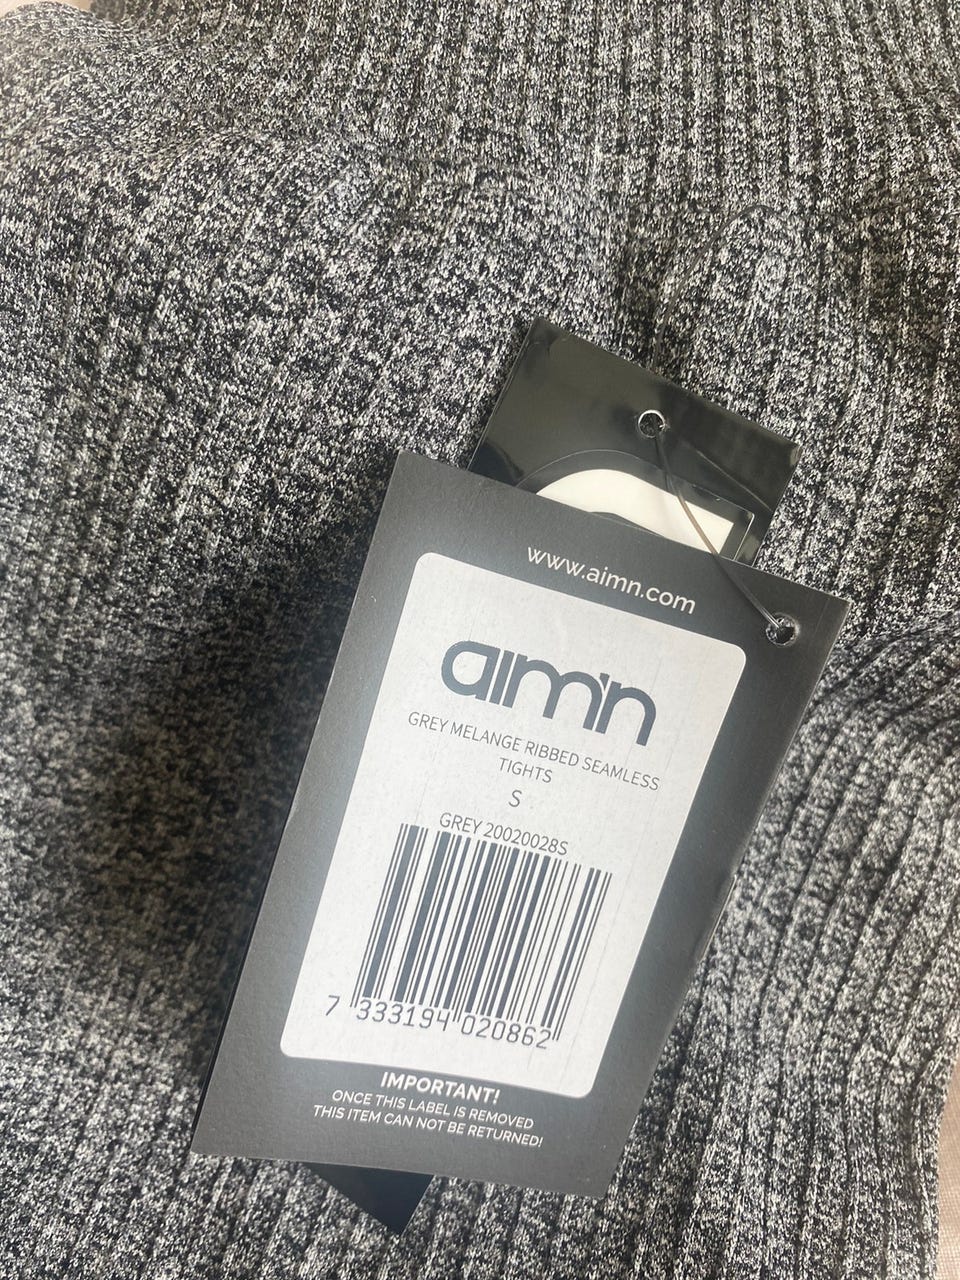 www.aimn.com
aim'n
GREY MELANGE RIBBED SEAMLESS
TIGHTS
S
GREY 20020028S
7 333194 020862
IMPORTANT!
ONCE THIS LABEL IS REMOVED
THIS ITEM CAN NOT BE RETURNED!